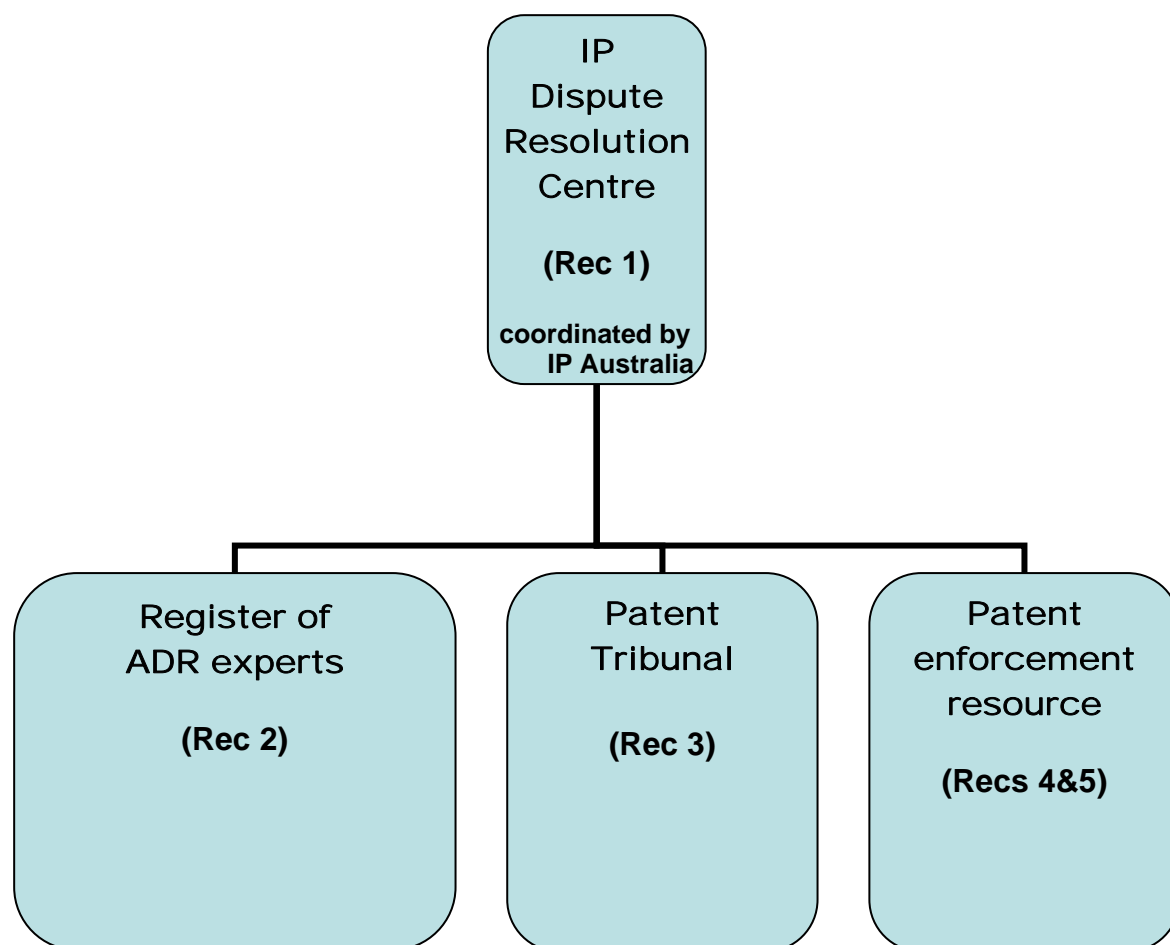 IP
Dispute
Resolution
Centre
(Rec 1)
coordinated by
IP Australia
Register of
ADR experts
(Rec 2)
Patent
Tribunal
(Rec 3)
Patent
enforcement
resource
(Recs 4&5)